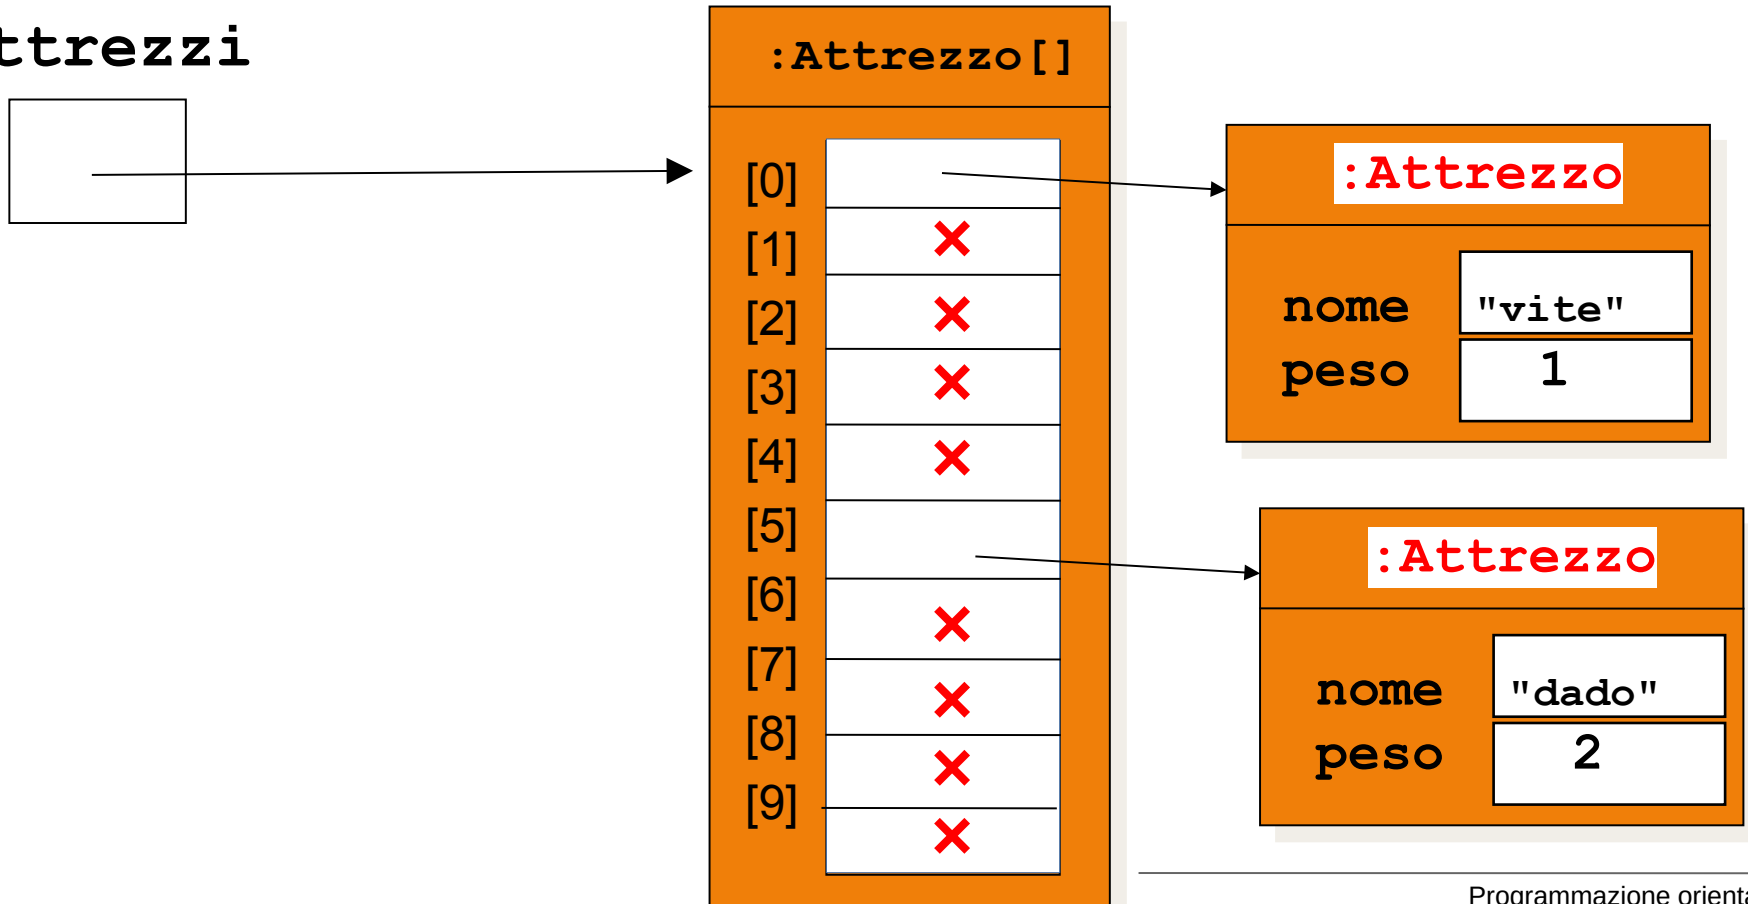 ttrezzi
:Attrezzo[]
[0]
[1]
[2]
[3]
[4]
[5]
[6]
[7]
[8]
[9]
:Attrezzo
nome "vite"
peso 1
:Attrezzo
nome "dado"
peso 2
Programmazione orienta